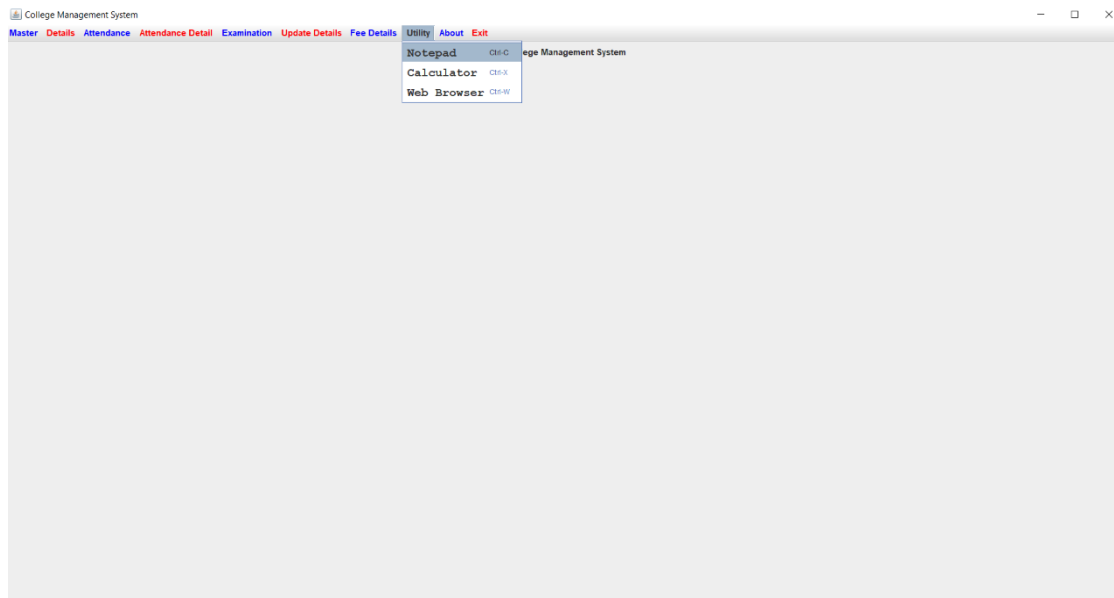 College Management System
Master Details Attendance Attendance Detail Examination Update Details Fee Details Utility About Exit
Notepad Ctrl-C ege Management System
Calculator Ctrl-X
Web Browser Ctrl-W